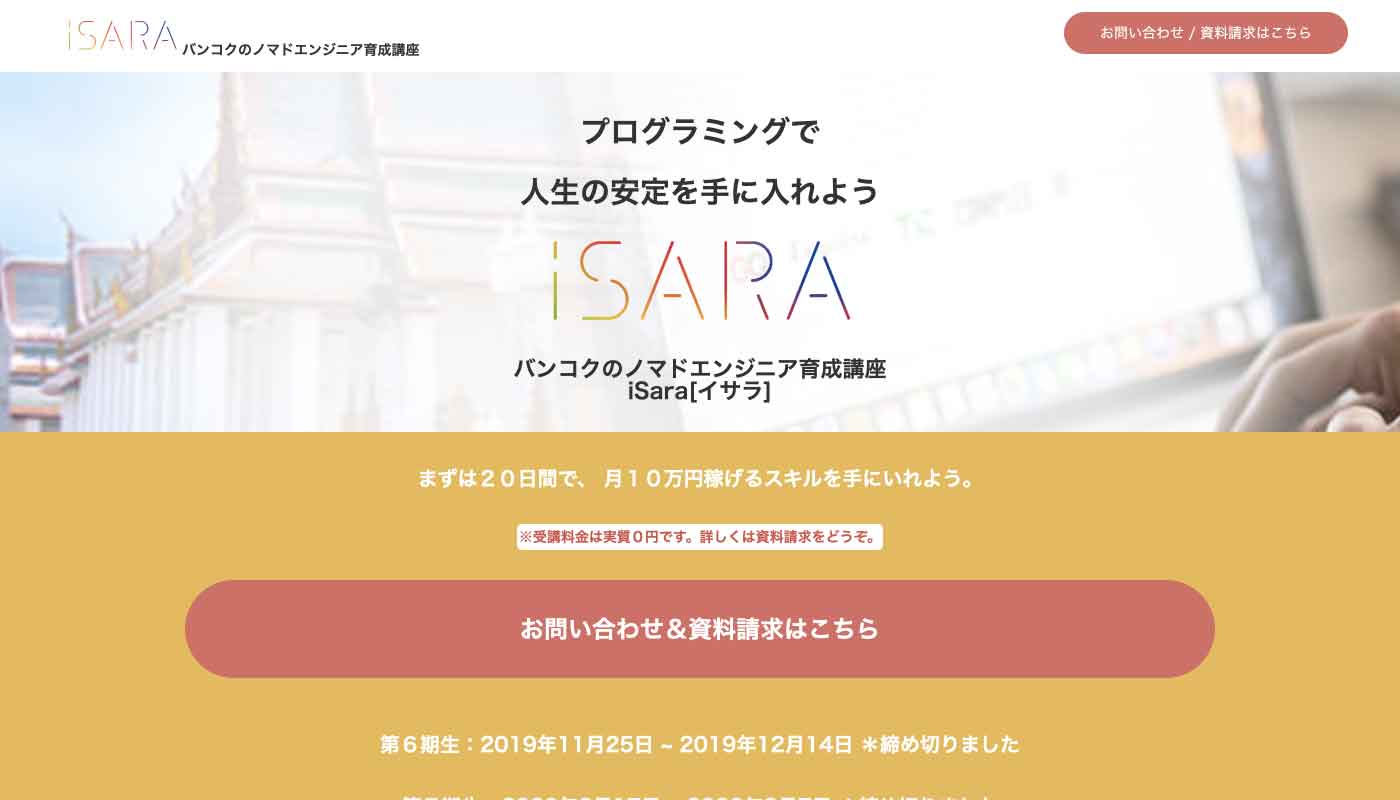 iSARA バンコクのノマドエンジニア育成講座
お問い合わせ / 資料請求はこちら
プログラミングで
人生の安定を手に入れよう
iSARA
バンコクのノマドエンジニア育成講座
iSara[イサラ]
まずは２０日間で、 月１０万円稼げるスキルを手にいれよう。
※受講料金は実質０円です。詳しくは資料請求をどうぞ。
お問い合わせ＆資料請求はこちら
第６期生：2019年11月25日 ~ 2019年12月14日 ＊締め切りました